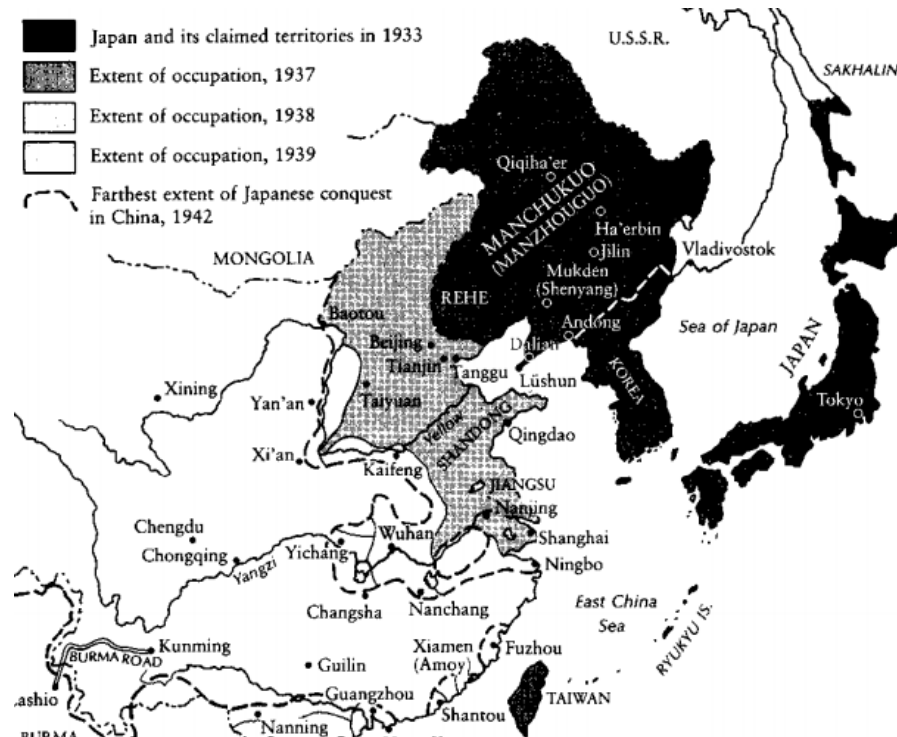 Japan and its claimed territories in 1933
Extent of occupation, 1937
Extent of occupation, 1938
Extent of occupation, 1939
Farthest extent of Japanese conquest
in China, 1942
U.S.S.R.
SAKHALIN
Qiqiha'er
MANCHUKUO
(MANZHOUGUO)
Ha'erbin
Jilin
Vladivostok
MONGOLIA
Mukden
(Shenyang)
REHE
Baotou
Andong
Sea of Japan
JAPAN
Beijing
Dalian
Tianjin
Tanggu
Lüshun
KOREA
Xining
Yan'an
Taiyuan
Tokyo
Yellow
SHANDONG
Qingdao
Xi'an
Kaifeng
JIANGSU
Nanjing
Chengdu
Chongqing
Yichang
Wuhan
Shanghai
Yangzi
Ningbo
Changsha
Nanchang
East China
Sea
RYUKYU IS.
Kunming
BURMA ROAD
Xiamen
(Amoy)
Fuzhou
Guilin
ashio
Guangzhou
TAIWAN
Shantou
Nanning
BURMA